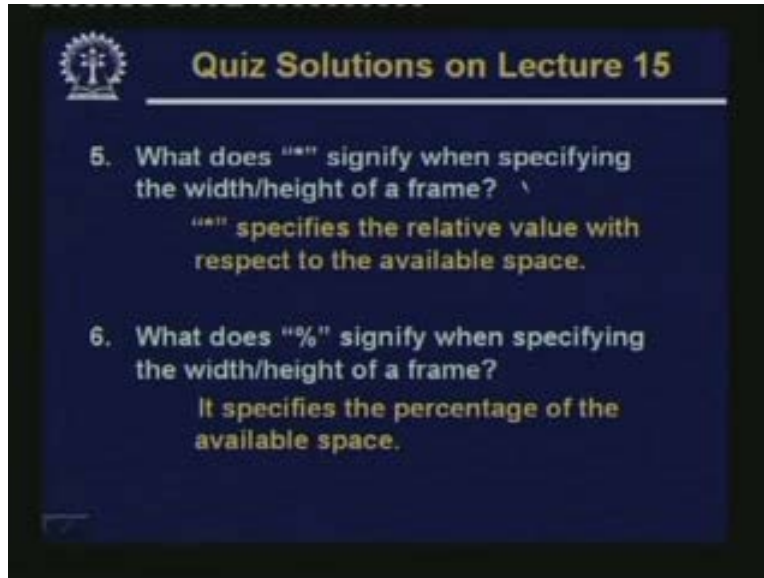 Quiz Solutions on Lecture 15
5. What does "*" signify when specifying
the width/height of a frame?
"*" specifies the relative value with
respect to the available space.
6. What does "%" signify when specifying
the width/height of a frame?
It specifies the percentage of the
available space.